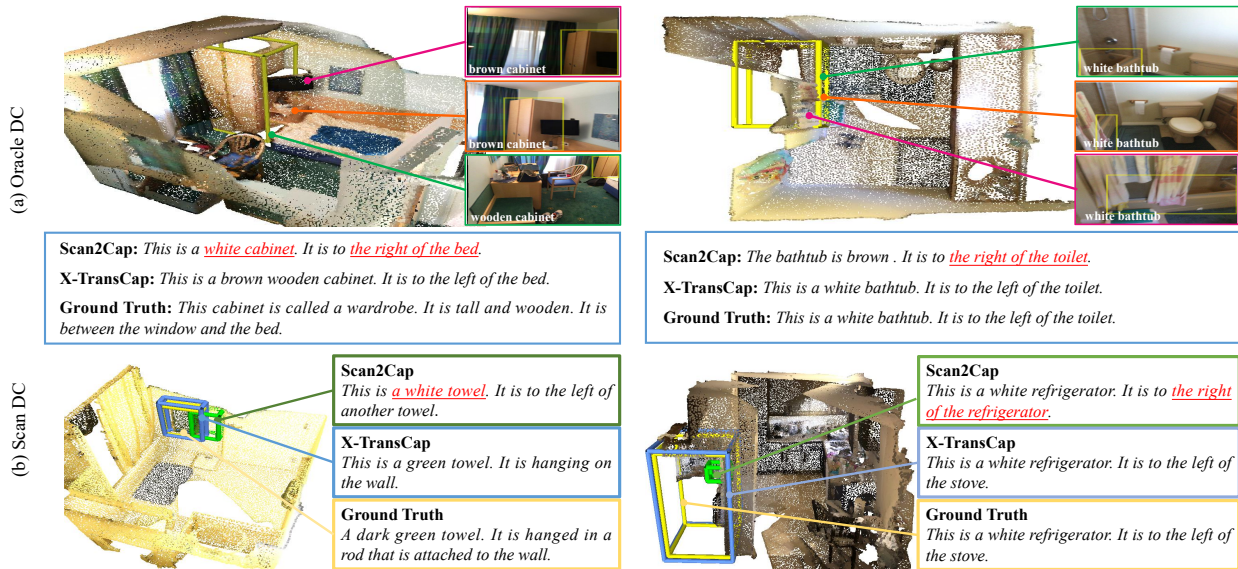 (a) Oracle DC
brown cabinet
brown cabinet
wooden cabinet
white bathtub
white bathtub
white bathtub
Scan2Cap: This is a white cabinet. It is to the right of the bed.
X-TransCap: This is a brown wooden cabinet. It is to the left of the bed.
Ground Truth: This cabinet is called a wardrobe. It is tall and wooden. It is
between the window and the bed.
Scan2Cap: The bathtub is brown . It is to the right of the toilet.
X-TransCap: This is a white bathtub. It is to the left of the toilet.
Ground Truth: This is a white bathtub. It is to the left of the toilet.
(b) Scan DC
Scan2Cap
This is a white towel. It is to the left of
another towel.
X-TransCap
This is a green towel. It is hanging on
the wall.
Ground Truth
A dark green towel. It is hanged in a
rod that is attached to the wall.
Scan2Cap
This is a white refrigerator. It is to the right
of the refrigerator.
X-TransCap
This is a white refrigerator. It is to the left of
the stove.
Ground Truth
This is a white refrigerator. It is to the left of
the stove.